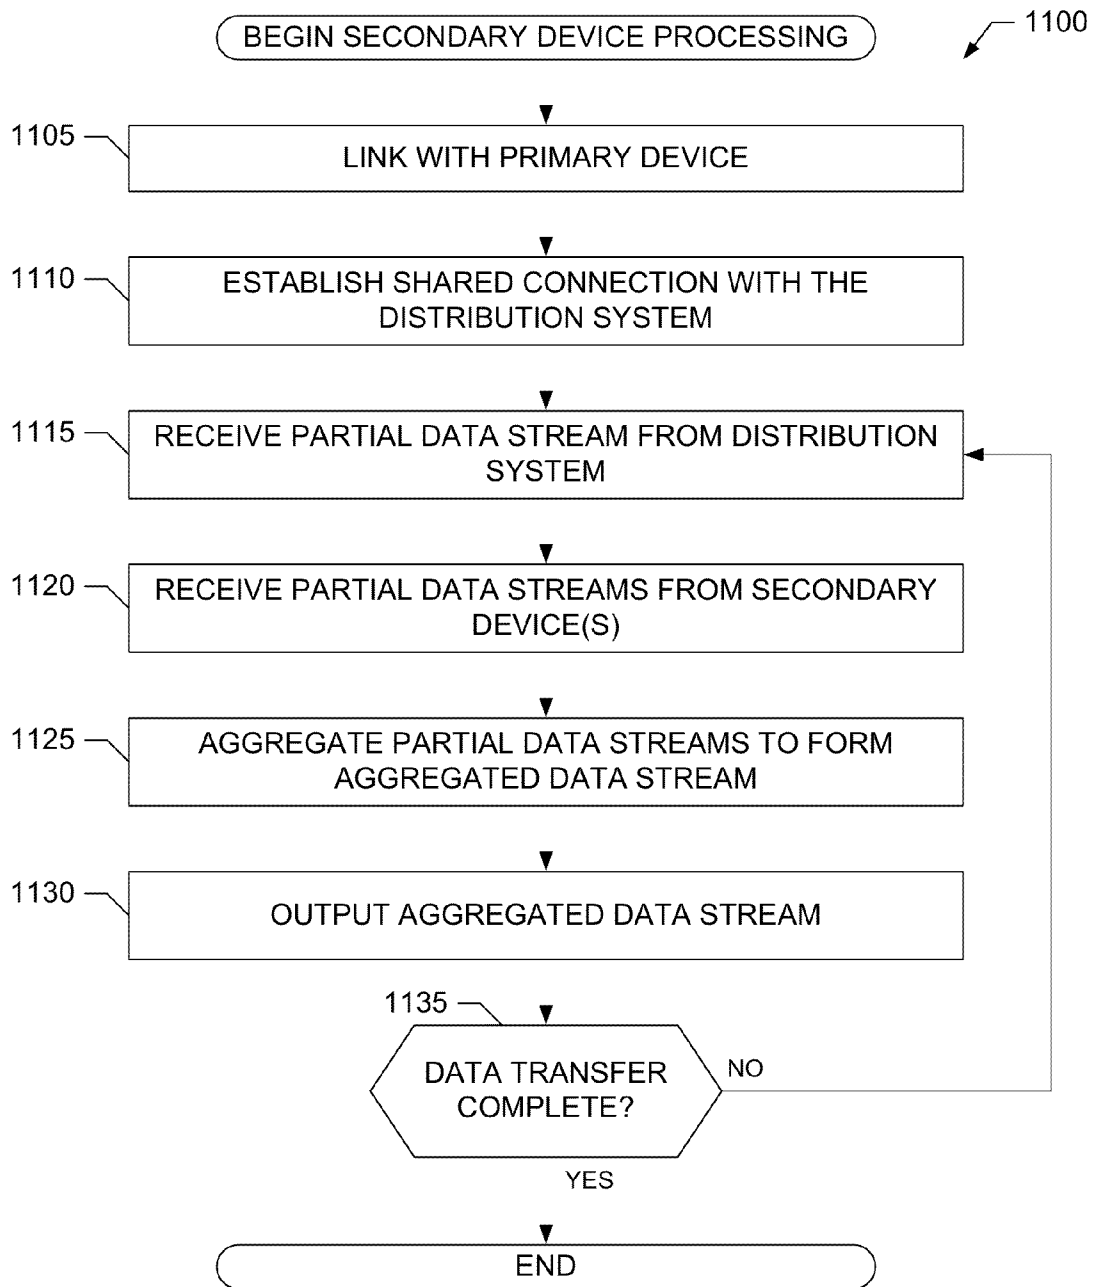 BEGIN SECONDARY DEVICE PROCESSING
1100
1105
LINK WITH PRIMARY DEVICE
1110
ESTABLISH SHARED CONNECTION WITH THE
DISTRIBUTION SYSTEM
1115
RECEIVE PARTIAL DATA STREAM FROM DISTRIBUTION
SYSTEM
1120
RECEIVE PARTIAL DATA STREAMS FROM SECONDARY
DEVICE(S)
1125
AGGREGATE PARTIAL DATA STREAMS TO FORM
AGGREGATED DATA STREAM
1130
OUTPUT AGGREGATED DATA STREAM
1135
DATA TRANSFER
COMPLETE?
NO
YES
END